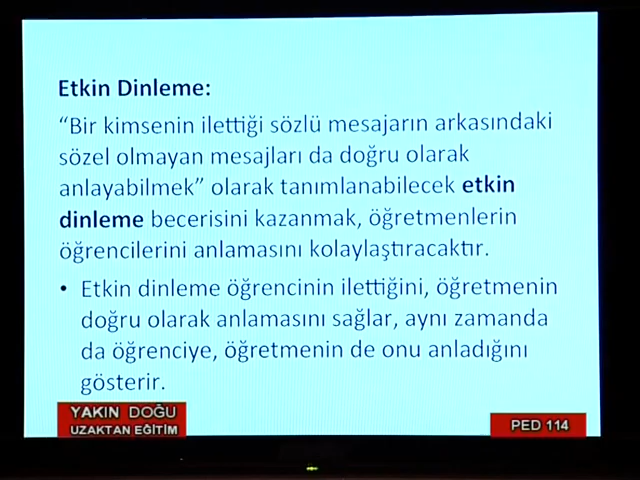 Etkin Dinleme:
“Bir kimsenin ilettiği sözlü mesajarın arkasındaki
sözel olmayan mesajları da doğru olarak
anlayabilmek” olarak tanımlanabilecek etkin
dinleme becerisini kazanmak, öğretmenlerin
öğrencilerini anlamasını kolaylaştıracaktır.
• Etkin dinleme öğrencinin ilettiğini, öğretmenin
doğru olarak anlamasını sağlar, aynı zamanda
da öğrenciye, öğretmenin de onu anladığını
gösterir.
YAKIN DOĞU
UZAKTAN EĞİTİM
PED 114